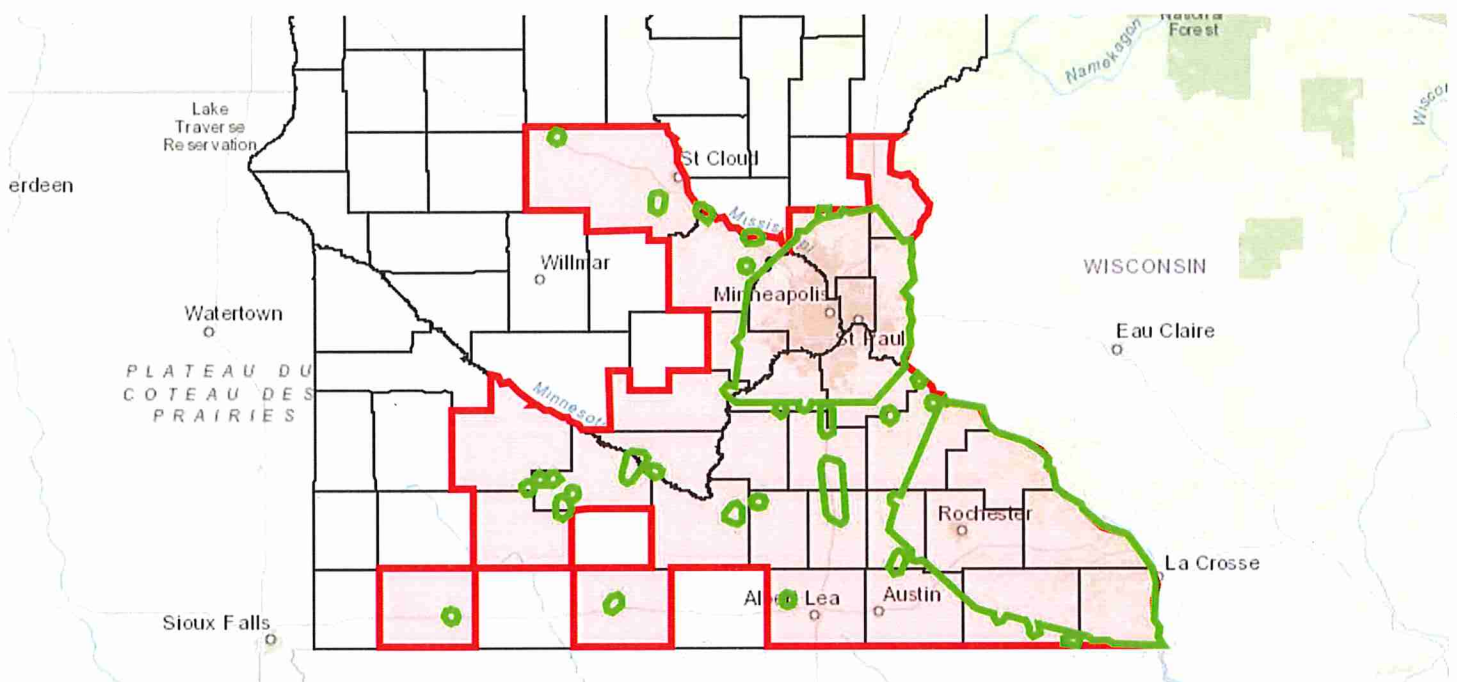 National
Forest
Namekagon
Lake
Traverse
Reservation
St Cloud
erdeen
Mississippi
Willmar
WISCONSIN
Minneapolis
Watertown
St Paul
Eau Claire
PLATEAU DU
COTEAU DES
PRAIRIES
Minnesota
Rochester
La Crosse
Albert Lea
Austin
Sioux Falls